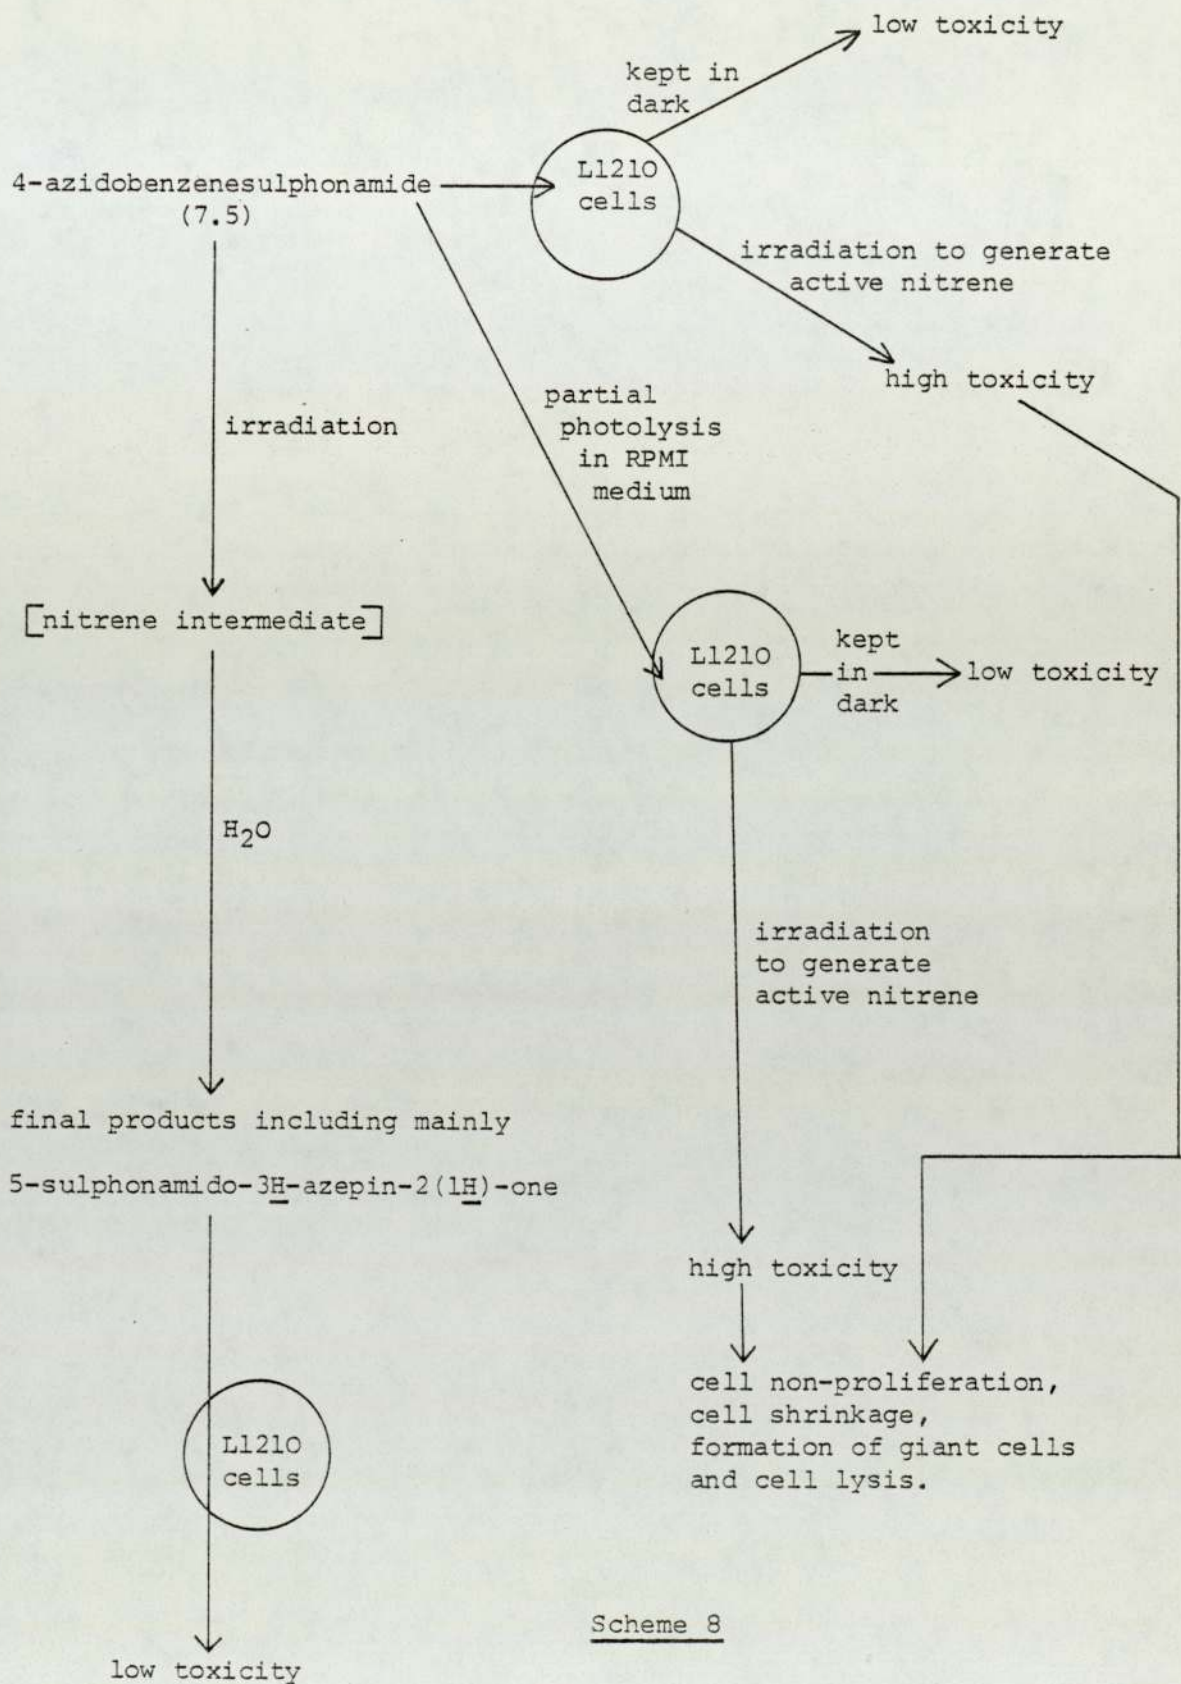 low toxicity
kept in
dark
L1210
cells
4-azidobenzenesulphonamide
(7.5)
irradiation to generate
active nitrene
high toxicity
partial
photolysis
in RPMI
medium
irradiation
[nitrene intermediate]
L1210
cells
kept
in
dark
low toxicity
H2O
irradiation
to generate
active nitrene
final products including mainly
5-sulphonamido-3H-azepin-2(1H)-one
high toxicity
cell non-proliferation,
cell shrinkage,
formation of giant cells
and cell lysis.
L1210
cells
Scheme 8
low toxicity